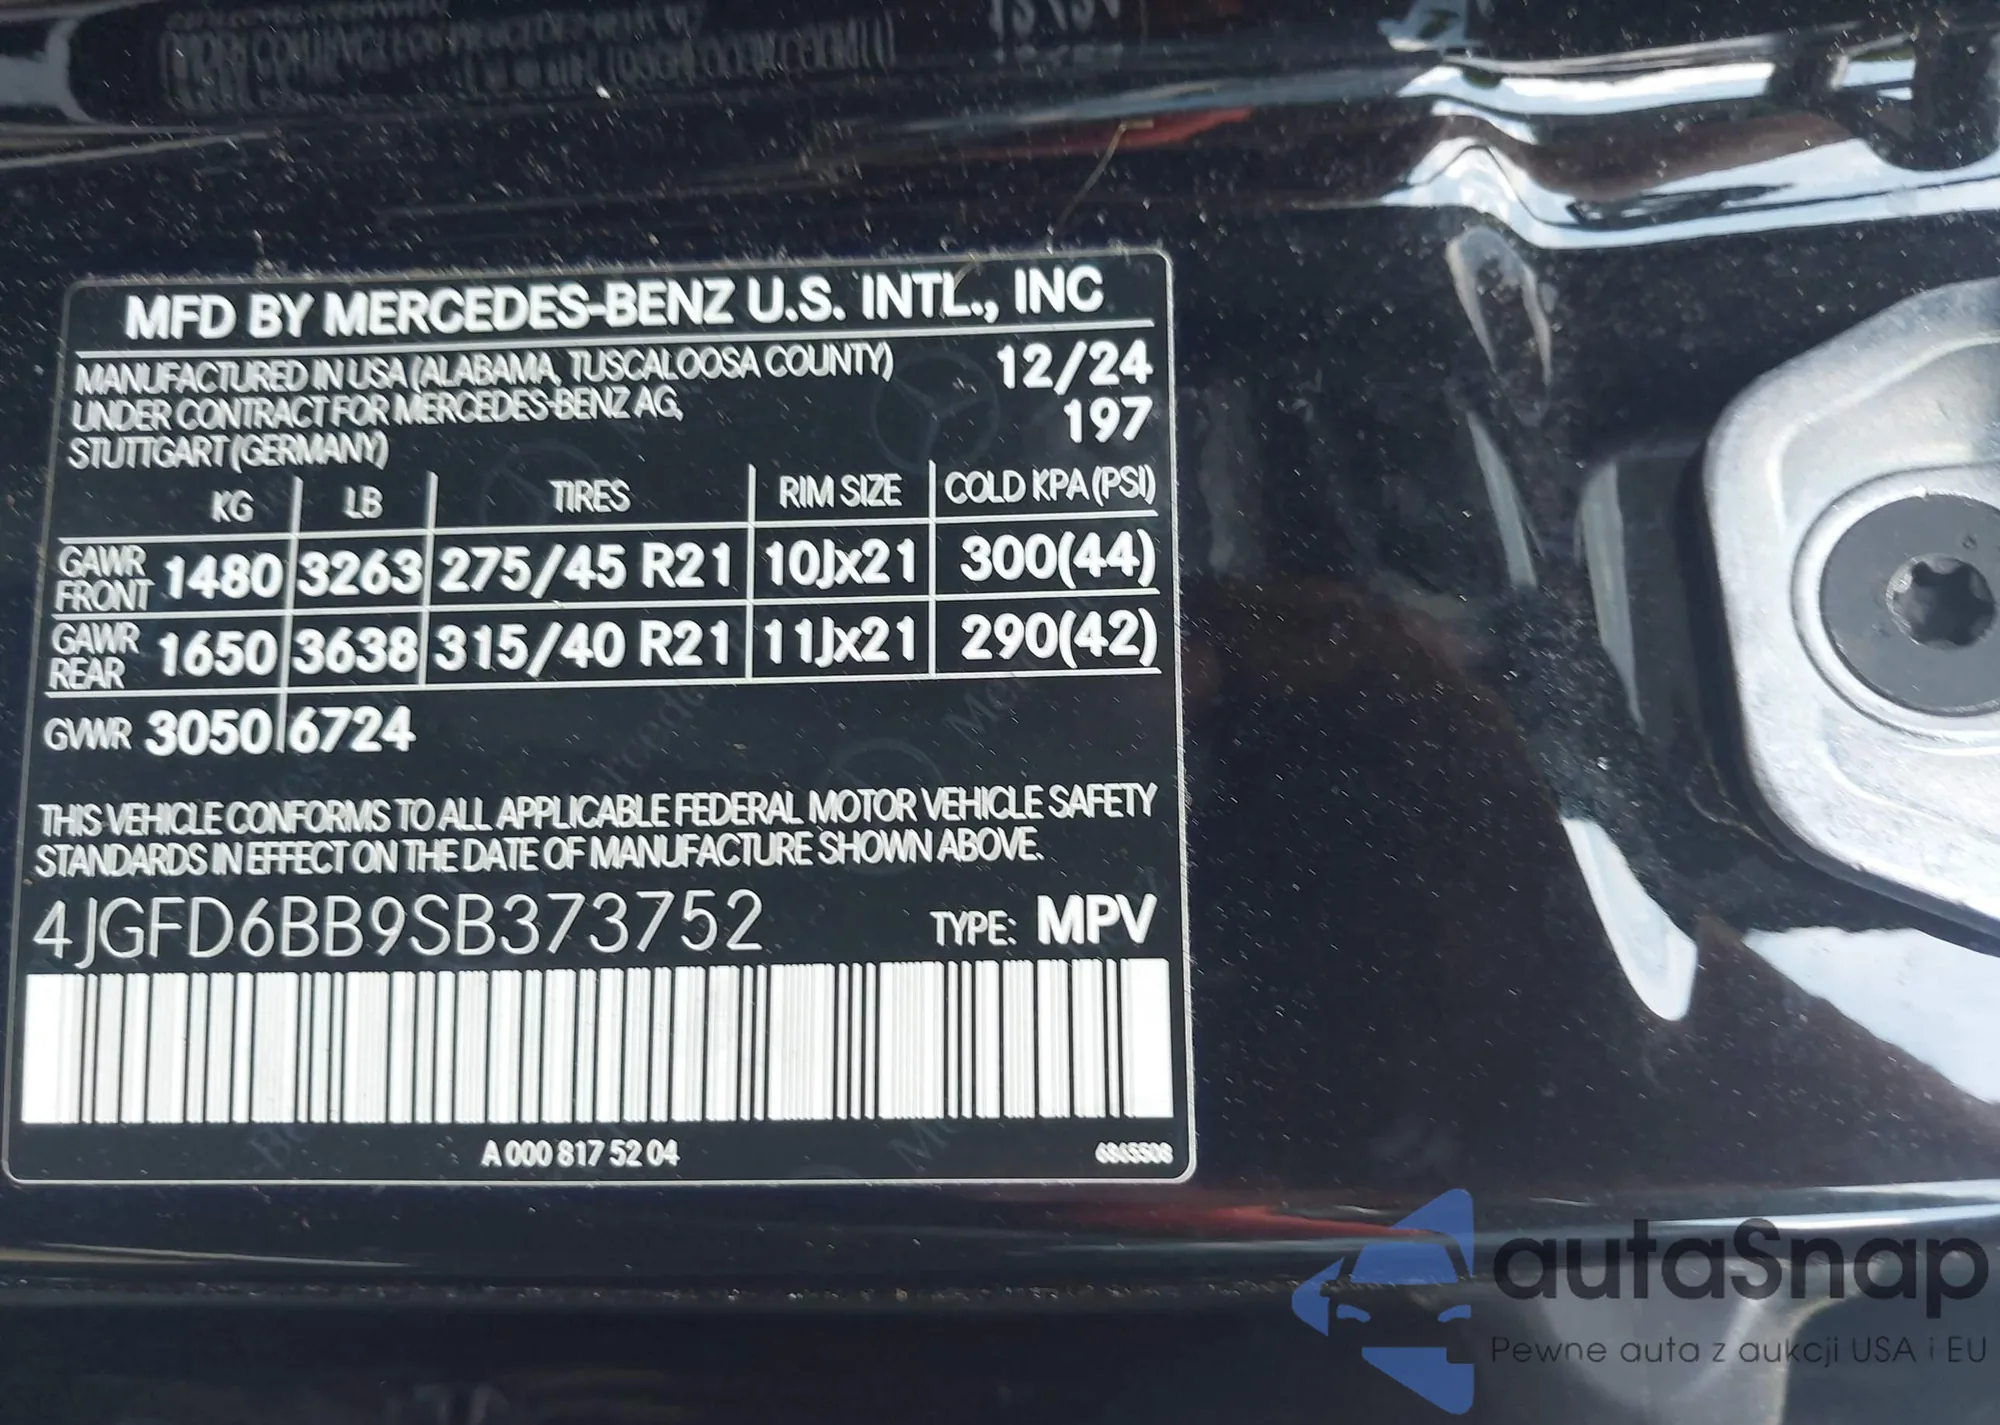 MFD BY MERCEDES-BENZ U.S. INTL., INC
MANUFACTURED IN USA (ALABAMA, TUSCALOOSA COUNTY) 12/24
UNDER CONTRACT FOR MERCEDES-BENZ AG, 197
STUTTGART (GERMANY)
KG LB TIRES RIM SIZE COLD KPA (PSI)
GAWR FRONT 1480 3263 275/45 R21 10Jx21 300(44)
GAWR REAR 1650 3638 315/40 R21 11Jx21 290(42)
GVWR 3050 6724
THIS VEHICLE CONFORMS TO ALL APPLICABLE FEDERAL MOTOR VEHICLE SAFETY
STANDARDS IN EFFECT ON THE DATE OF MANUFACTURE SHOWN ABOVE.
4JGFD6BB9SB373752 TYPE: MPV
A 000 817 52 04
autaSnap
Pewne auta z aukcji USA i EU